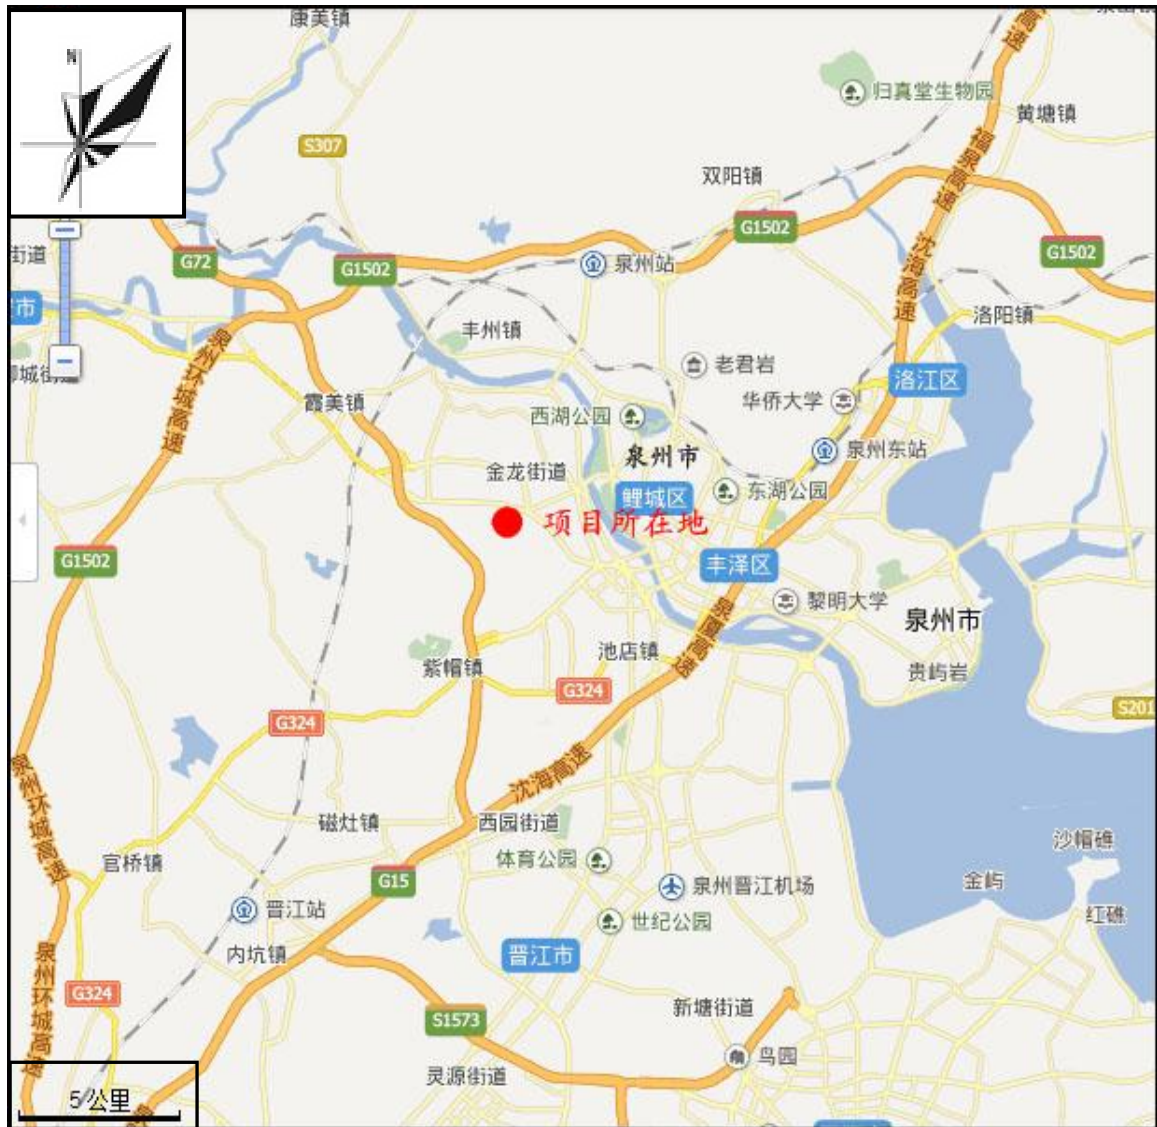 康美镇
高速
N
归真堂生物园
黄塘镇
S307
福泉高速
双阳镇
G1502
街道
G72
G1502
泉州站
沈海高速
G1502
市
丰州镇
洛阳镇
泉州环城高速
老君岩
洛江区
霞美镇
华侨大学
西湖公园
泉州市
泉州东站
金龙街道
鲤城区
东湖公园
项目所在地
G1502
丰泽区
黎明大学
泉厦高速
泉州市
池店镇
紫帽镇
贵屿岩
G324
G324
S201
泉州环城高速
沈海高速
磁灶镇
西园街道
沙帽礁
官桥镇
体育公园
G15
泉州晋江机场
金屿
晋江站
世纪公园
红礁
内坑镇
晋江市
泉州环城高速
G324
新塘街道
S1573
鸟园
灵源街道
5 公里